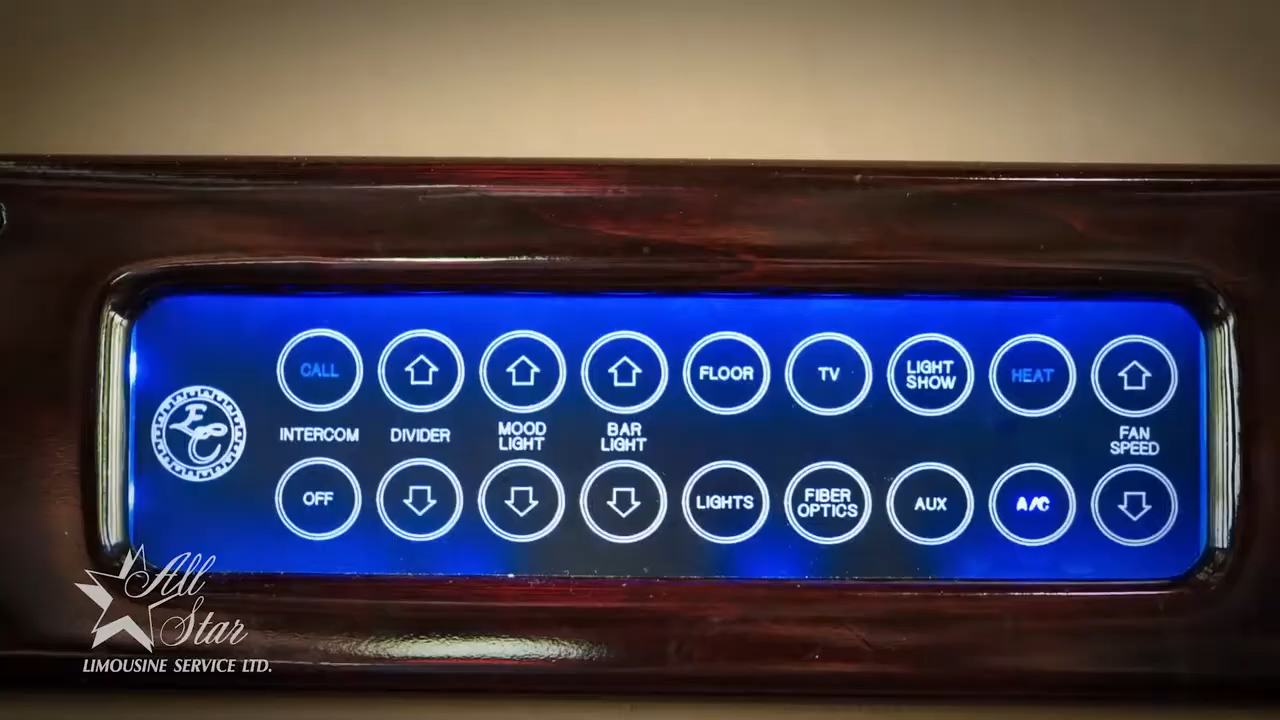 CALL
FLOOR
TV
LIGHT
SHOW
HEAT
INTERCOM
DIVIDER
MOOD
LIGHT
BAR
LIGHT
FAN
SPEED
EC
OFF
LIGHTS
FIBER
OPTICS
AUX
A/C
All
Star
LIMOUSINE SERVICE LTD.